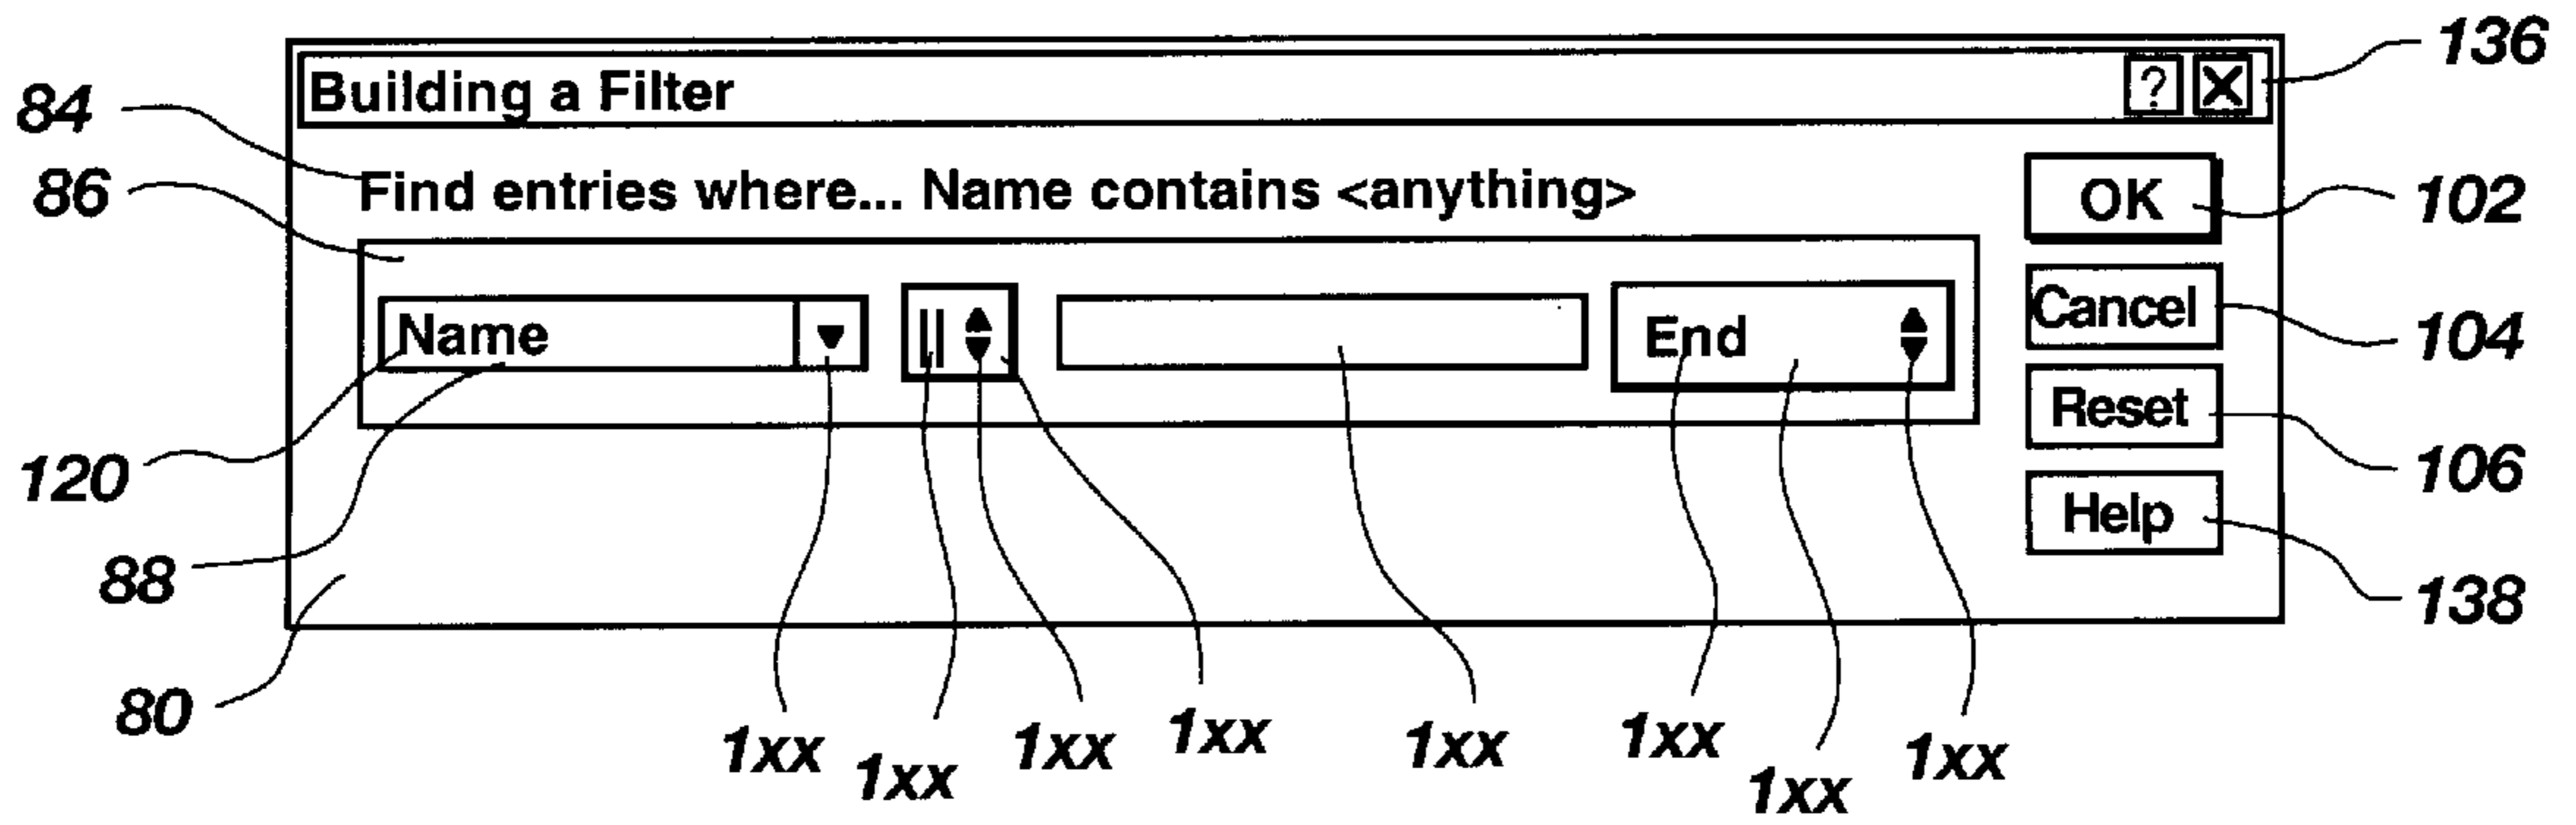 136
Building a Filter ? X
84
Find entries where... Name contains <anything>
86
OK
102
Name || End
Cancel
104
Reset
120
106
Help
88
138
80
1xx 1xx 1xx 1xx 1xx 1xx 1xx 1xx